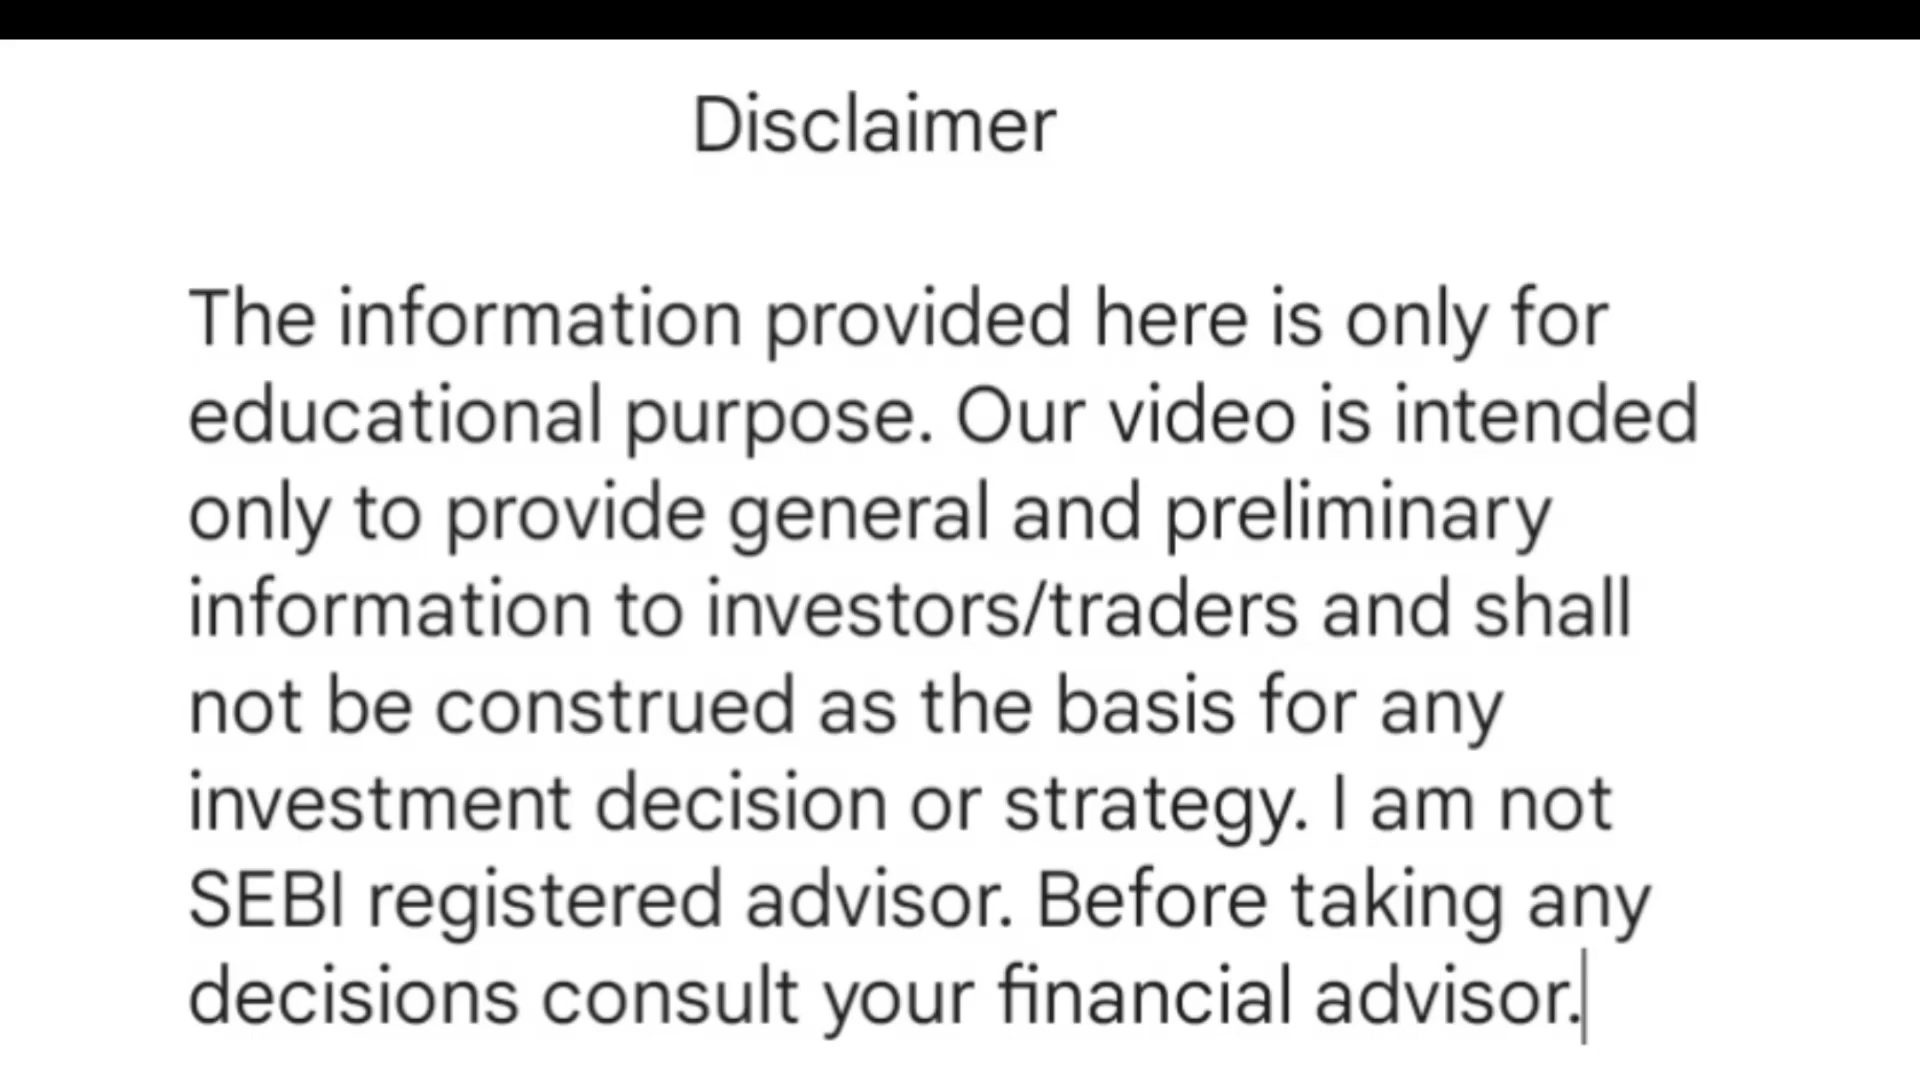 Disclaimer
The information provided here is only for
educational purpose. Our video is intended
only to provide general and preliminary
information to investors/traders and shall
not be construed as the basis for any
investment decision or strategy. I am not
SEBI registered advisor. Before taking any
decisions consult your financial advisor.